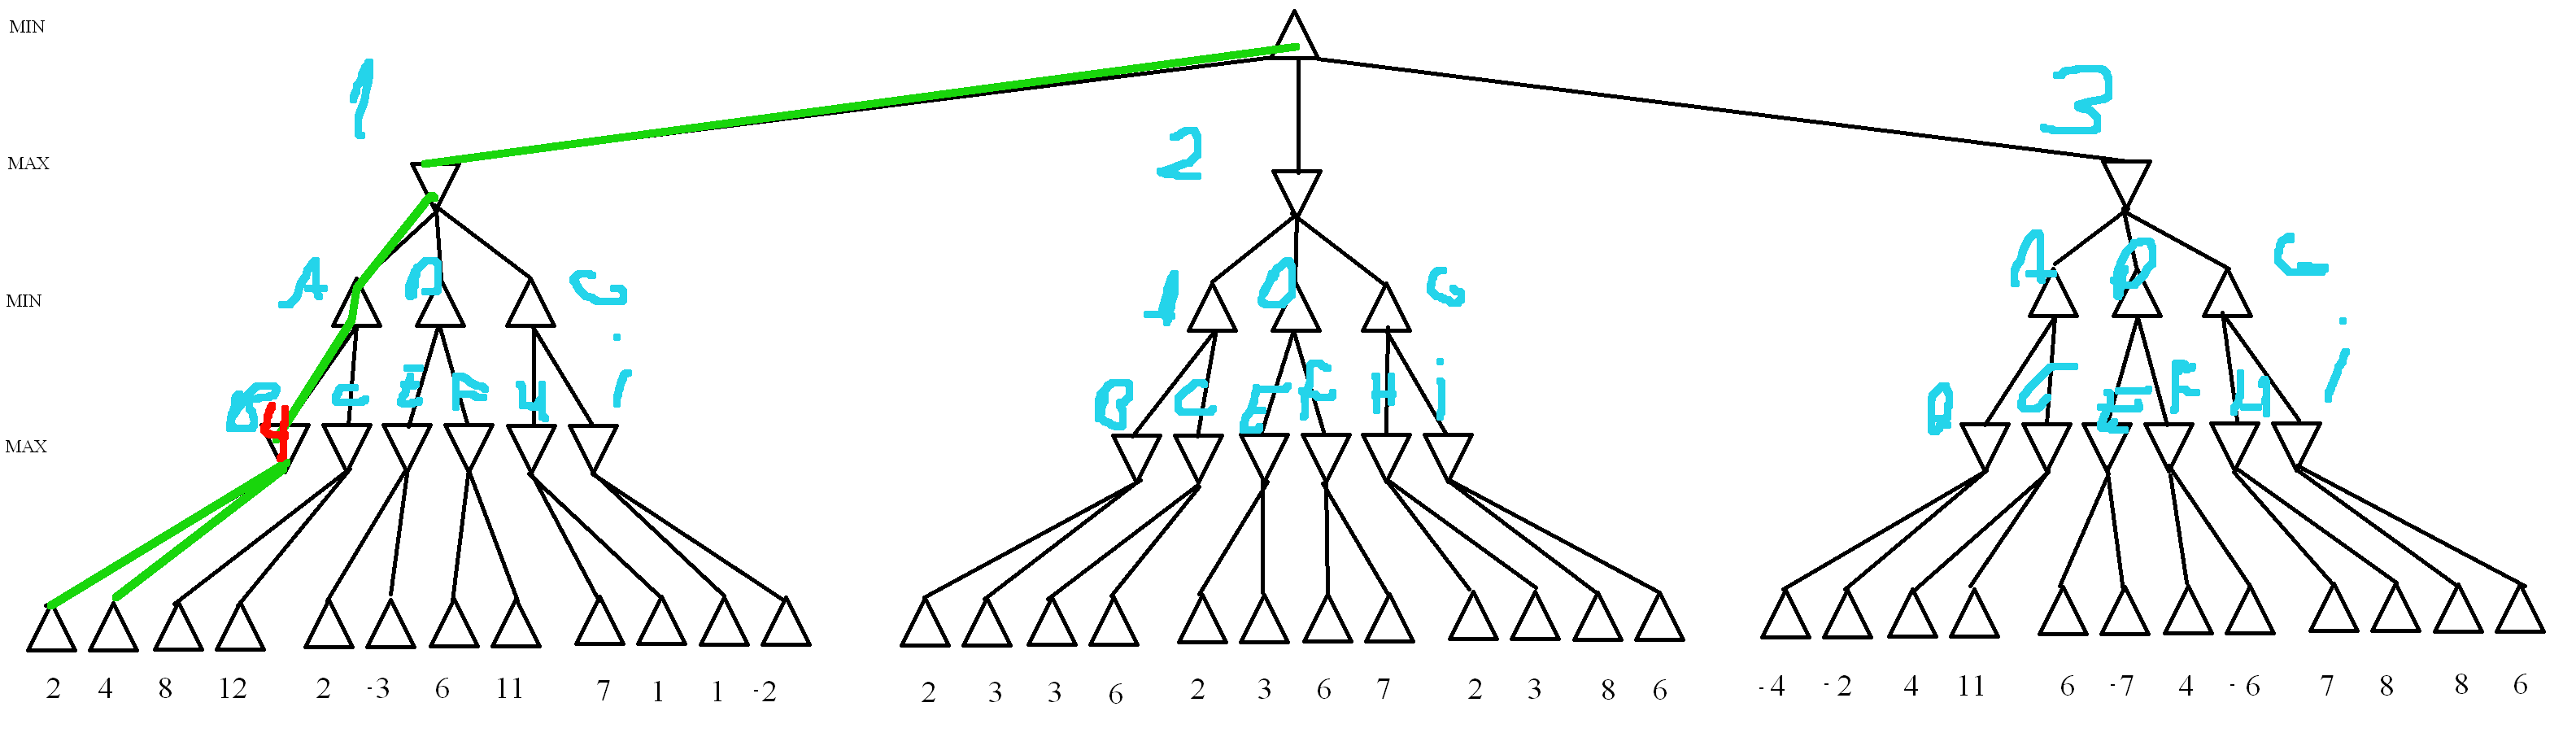 MIN
1
2
3
MAX
A D G
A D G
A D G
MIN
B 4 C E F H i
B C E F H i
B C E F H i
MAX
2 4 8 12 2 -3 6 11 7 1 1 -2
2 3 3 6 2 3 6 7 2 3 8 6
-4 -2 4 11 6 -7 4 -6 7 8 8 6